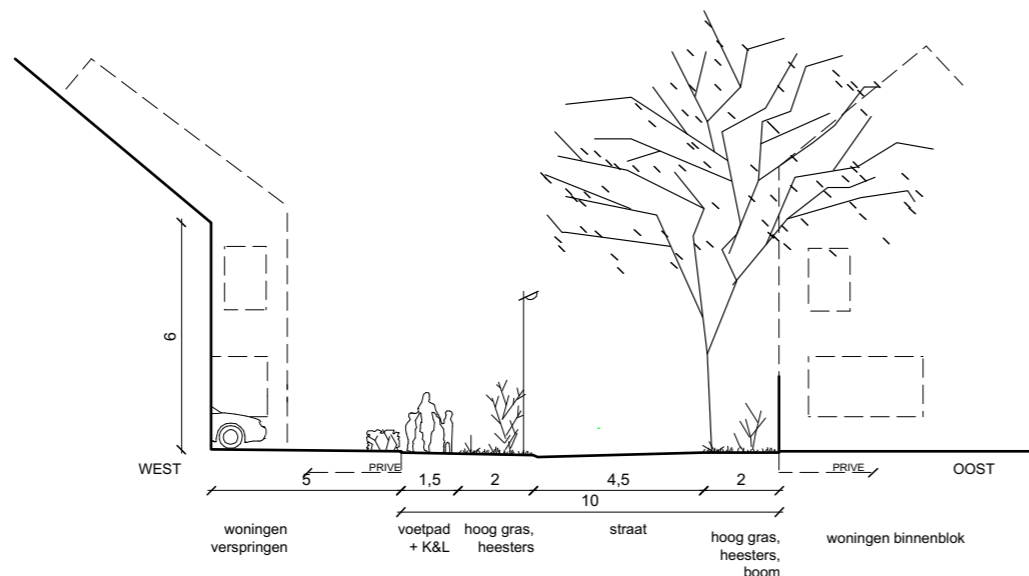 6
WEST
PRIVE
PRIVE
OOST
5
1,5
2
4,5
2
10
woningen
verspringen
voetpad
+ K&L
hoog gras,
heesters
straat
hoog gras,
heesters,
boom
woningen binnenblok